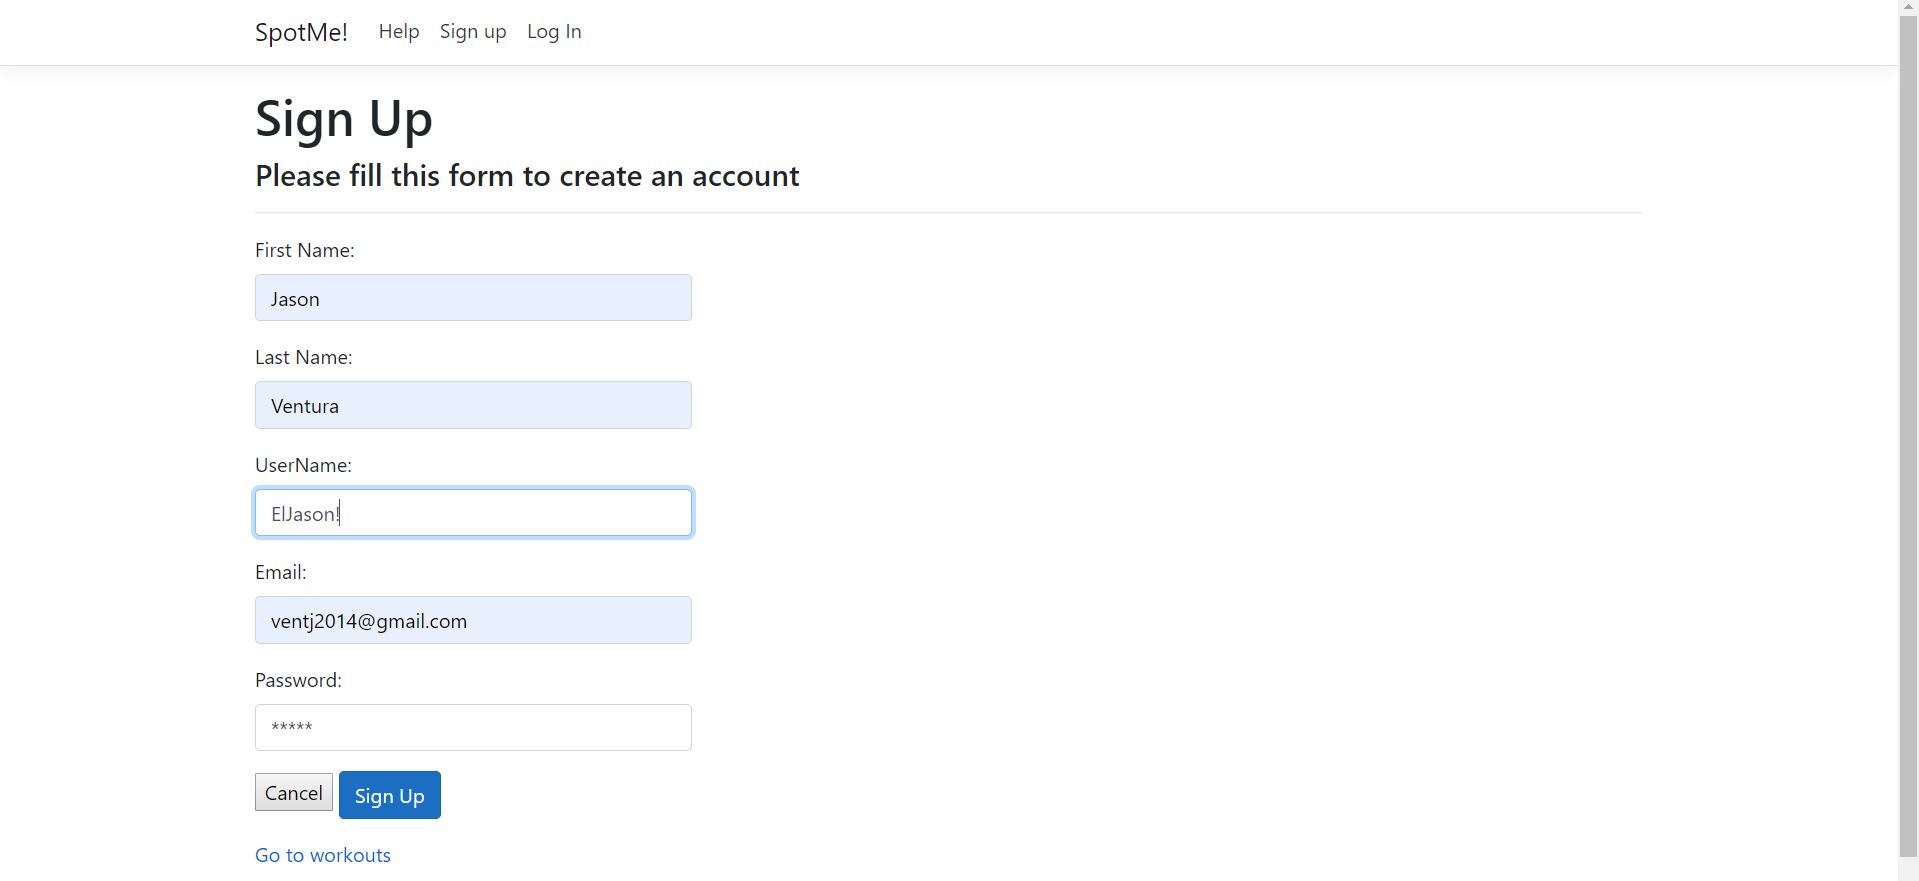 SpotMe! Help Sign up Log In
Sign Up
Please fill this form to create an account
First Name:
Jason
Last Name:
Ventura
UserName:
ElJason!
Email:
ventj2014@gmail.com
Password:
*****
Cancel Sign Up
Go to workouts